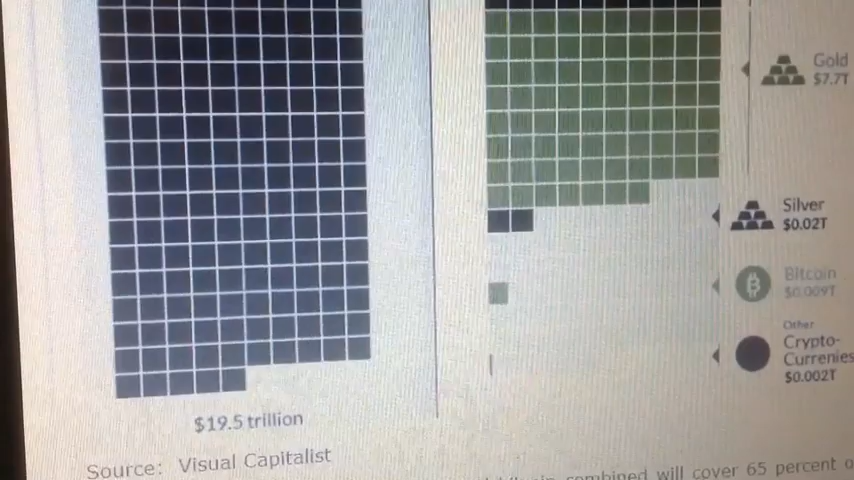 Gold
$7.7T
Silver
$0.02T
Bitcoin
$0.009T
Other
Crypto-
Currenies
$0.002T
$19.5 trillion
Source: Visual Capitalist
combined will cover 65 percent